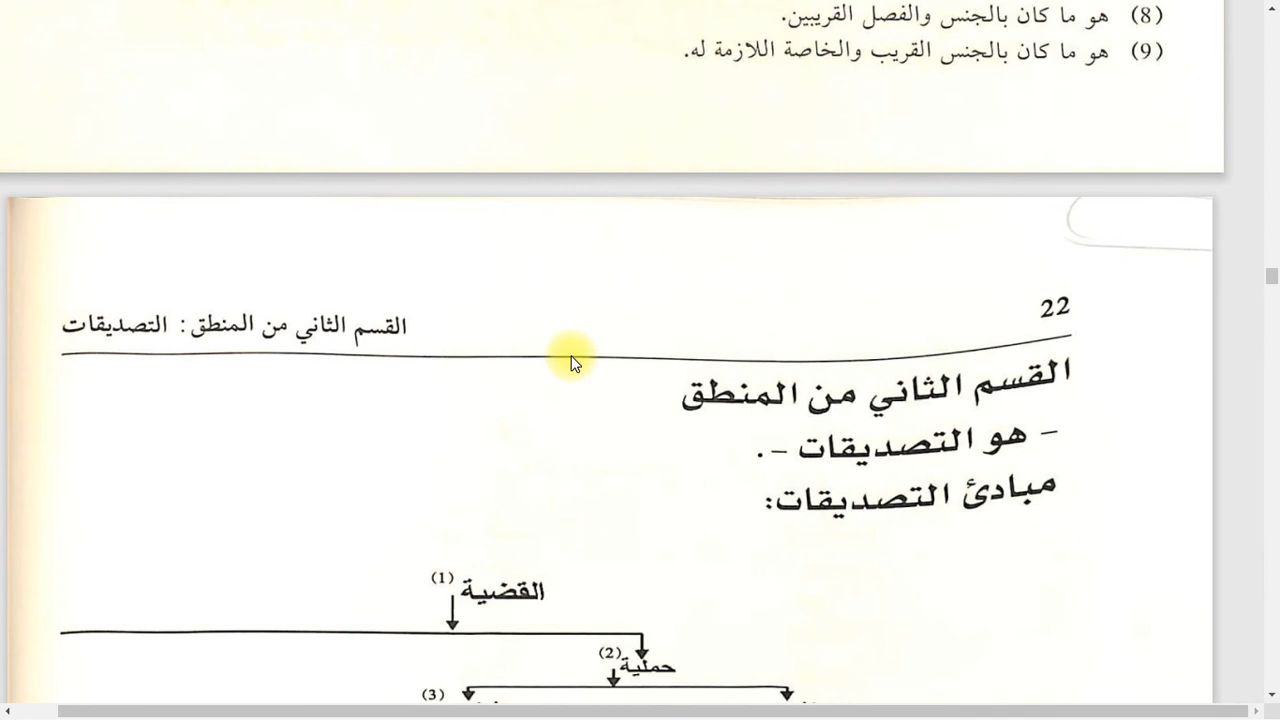 (8) هو ما كان بالجنس والفصل القريبين.
(9) هو ما كان بالجنس القريب والخاصة اللازمة له.
22
القسم الثاني من المنطق: التصديقات
القسم الثاني من المنطق
- هو التصديقات -.
مبادئ التصديقات:
القضية (1)
حملية (2)
(3)